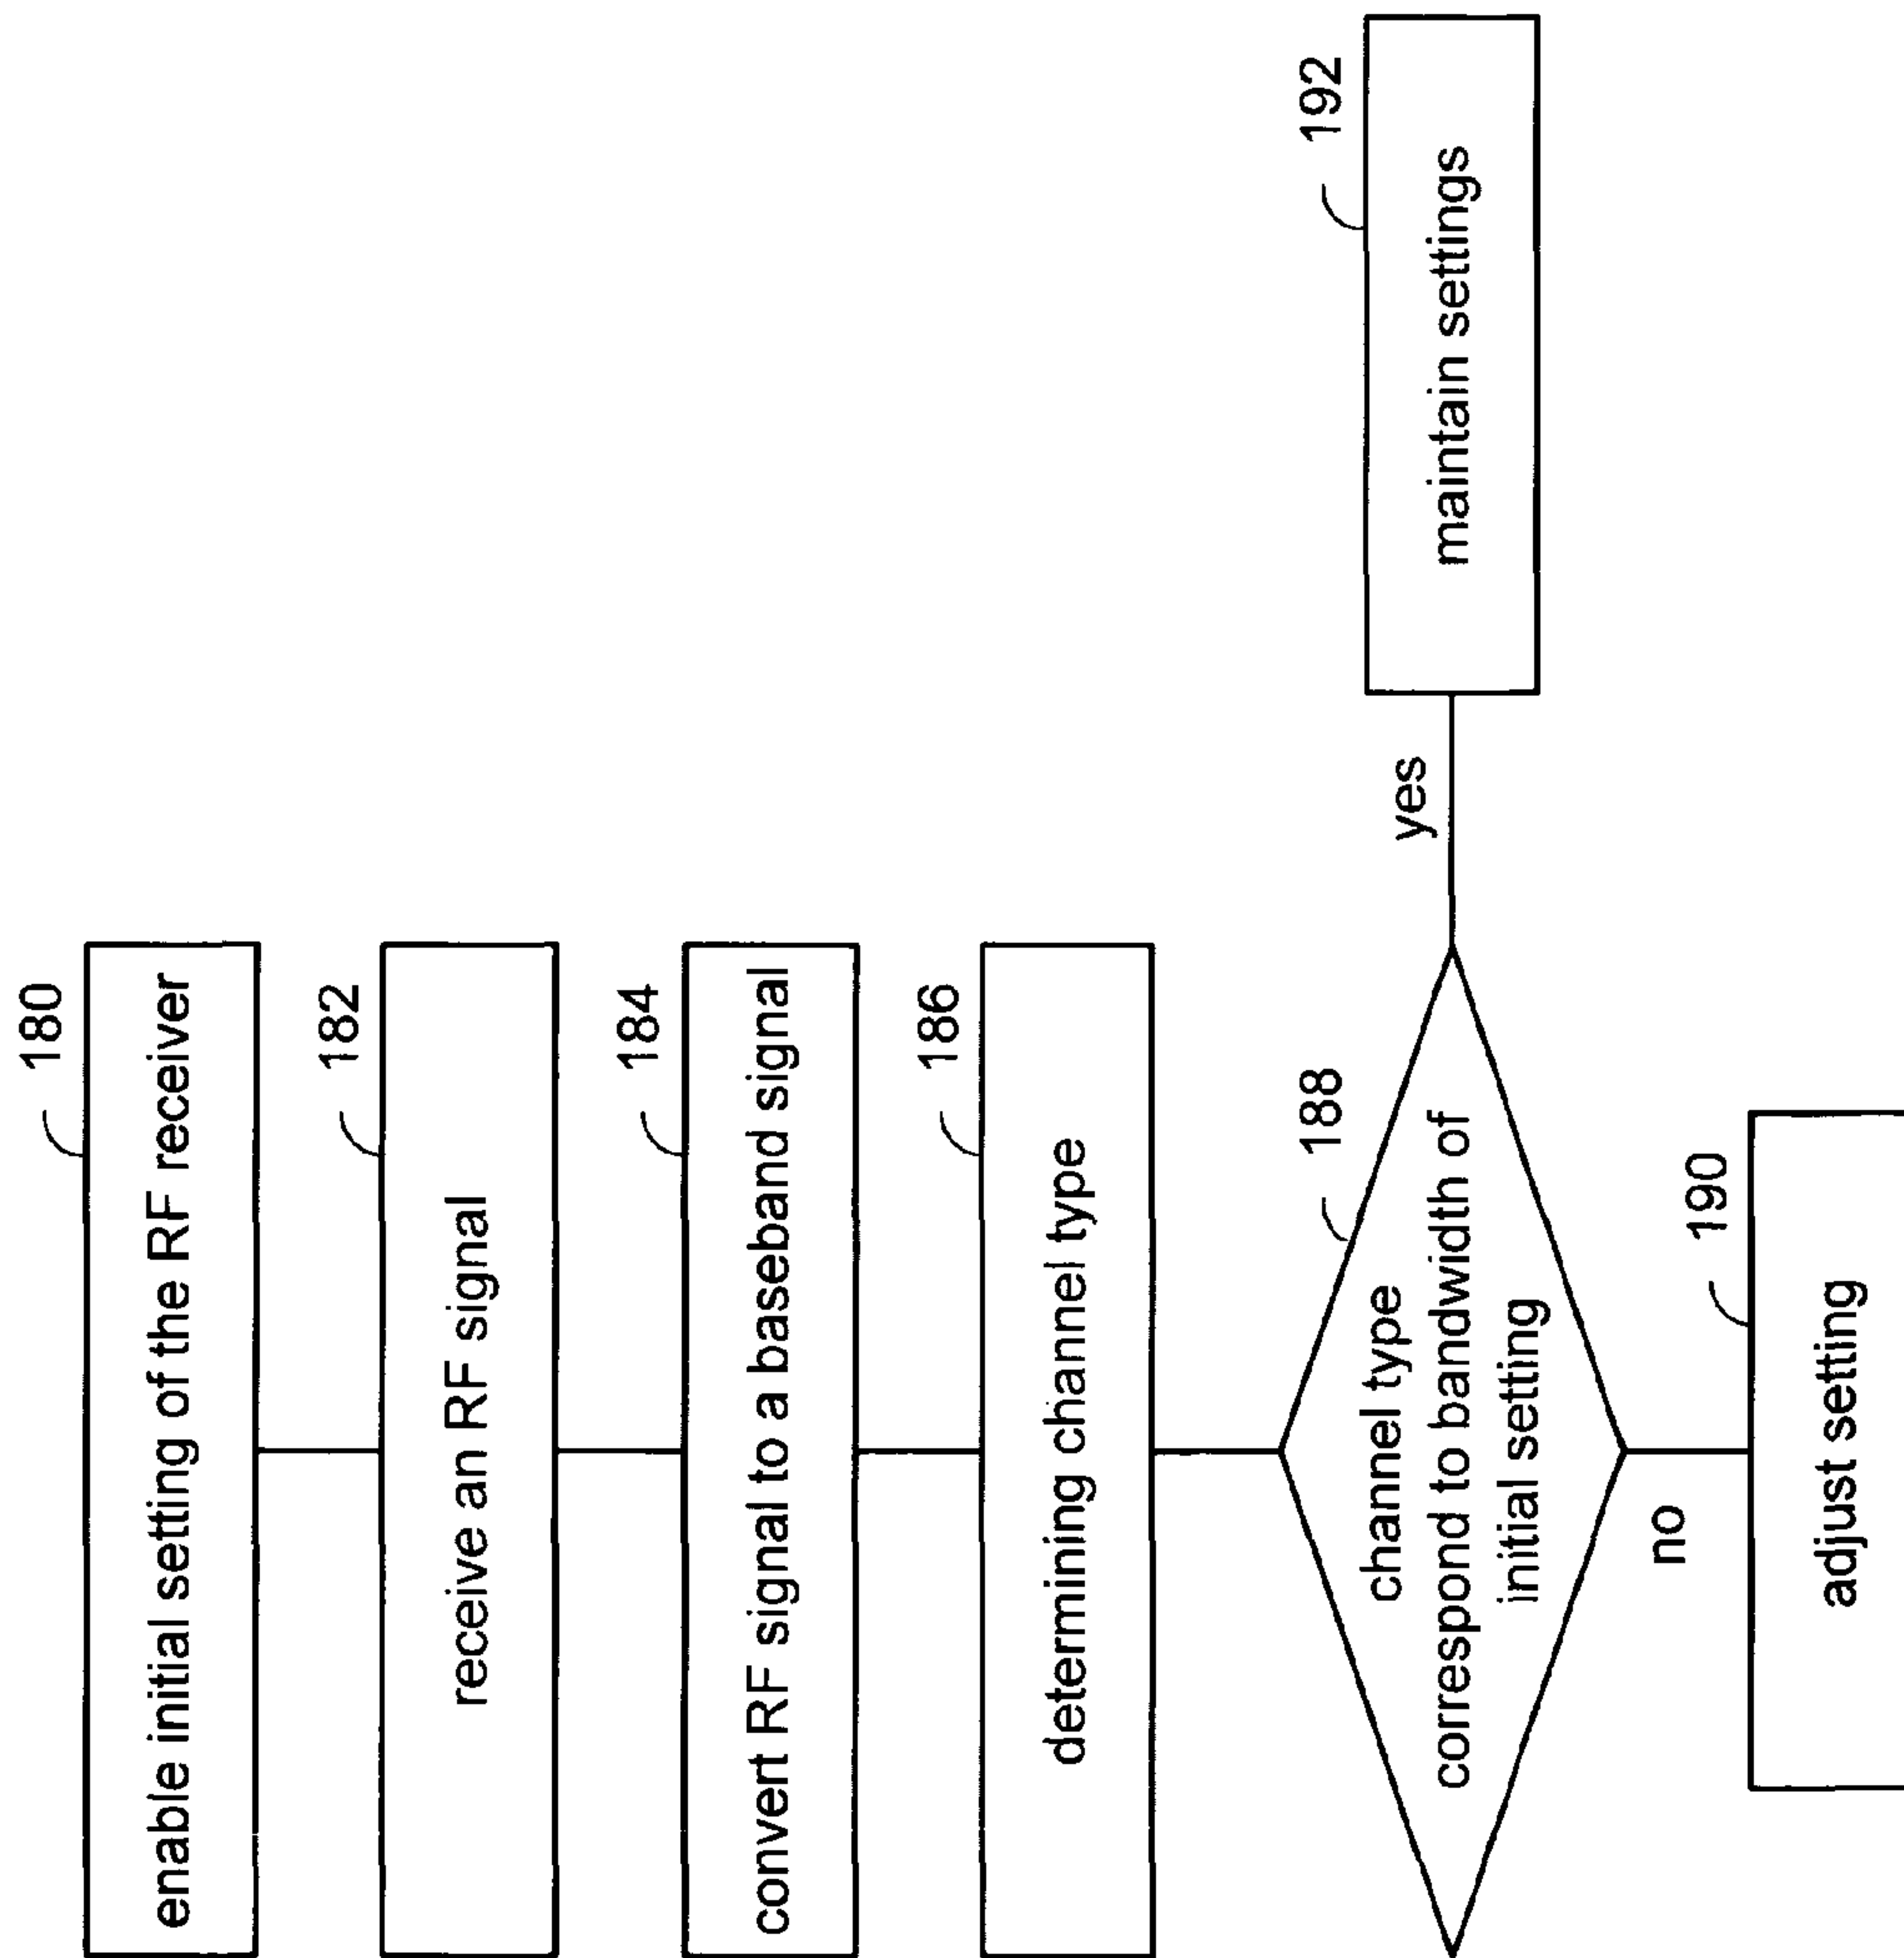 180
enable initial setting of the RF receiver
182
receive an RF signal
184
convert RF signal to a baseband signal
186
determining channel type
188
channel type
correspond to bandwidth of
initial setting
yes
192
maintain settings
no
190
adjust setting